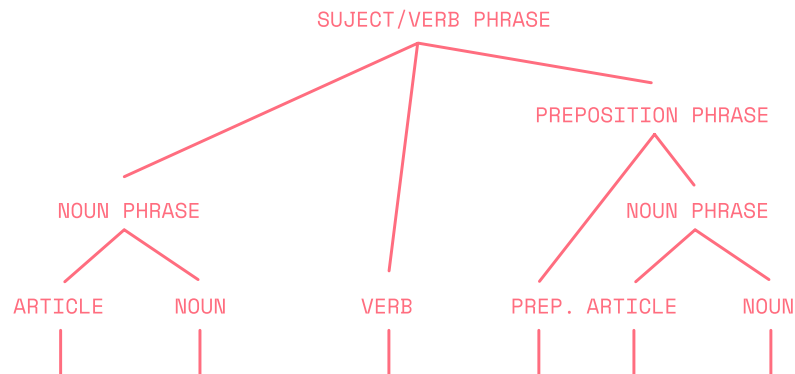 SUJECT/VERB PHRASE
PREPOSITION PHRASE
NOUN PHRASE NOUN PHRASE
ARTICLE NOUN VERB PREP. ARTICLE NOUN